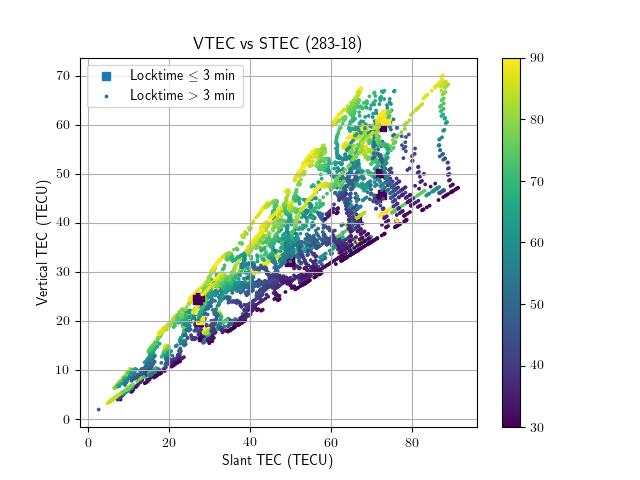 VTEC vs STEC (283-18)
Locktime ≤ 3 min
Locktime > 3 min
Vertical TEC (TECU)
70
60
50
40
30
20
10
0
0 20 40 60 80
Slant TEC (TECU)
90
80
70
60
50
40
30